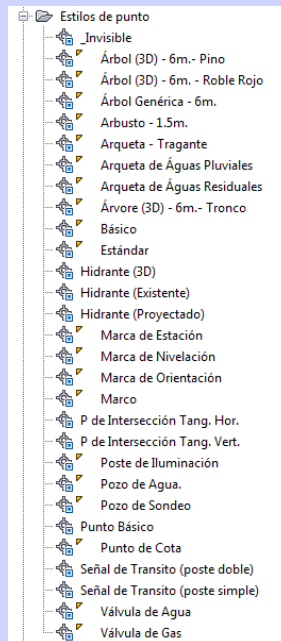 Estilos de punto
_Invisible
Árbol (3D) - 6m.- Pino
Árbol (3D) - 6m. - Roble Rojo
Árbol Genérica - 6m.
Arbusto - 1.5m.
Arqueta - Tragante
Arqueta de Águas Pluviales
Arqueta de Águas Residuales
Árvore (3D) - 6m.- Tronco
Básico
Estándar
Hidrante (3D)
Hidrante (Existente)
Hidrante (Proyectado)
Marca de Estación
Marca de Nivelación
Marca de Orientación
Marco
P de Intersección Tang. Hor.
P de Intersección Tang. Vert.
Poste de Iluminación
Pozo de Agua.
Pozo de Sondeo
Punto Básico
Punto de Cota
Señal de Transito (poste doble)
Señal de Transito (poste simple)
Válvula de Agua
Válvula de Gas